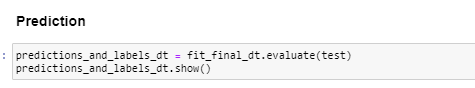 Prediction
: predictions_and_labels_dt = fit_final_dt.evaluate(test)
predictions_and_labels_dt.show()